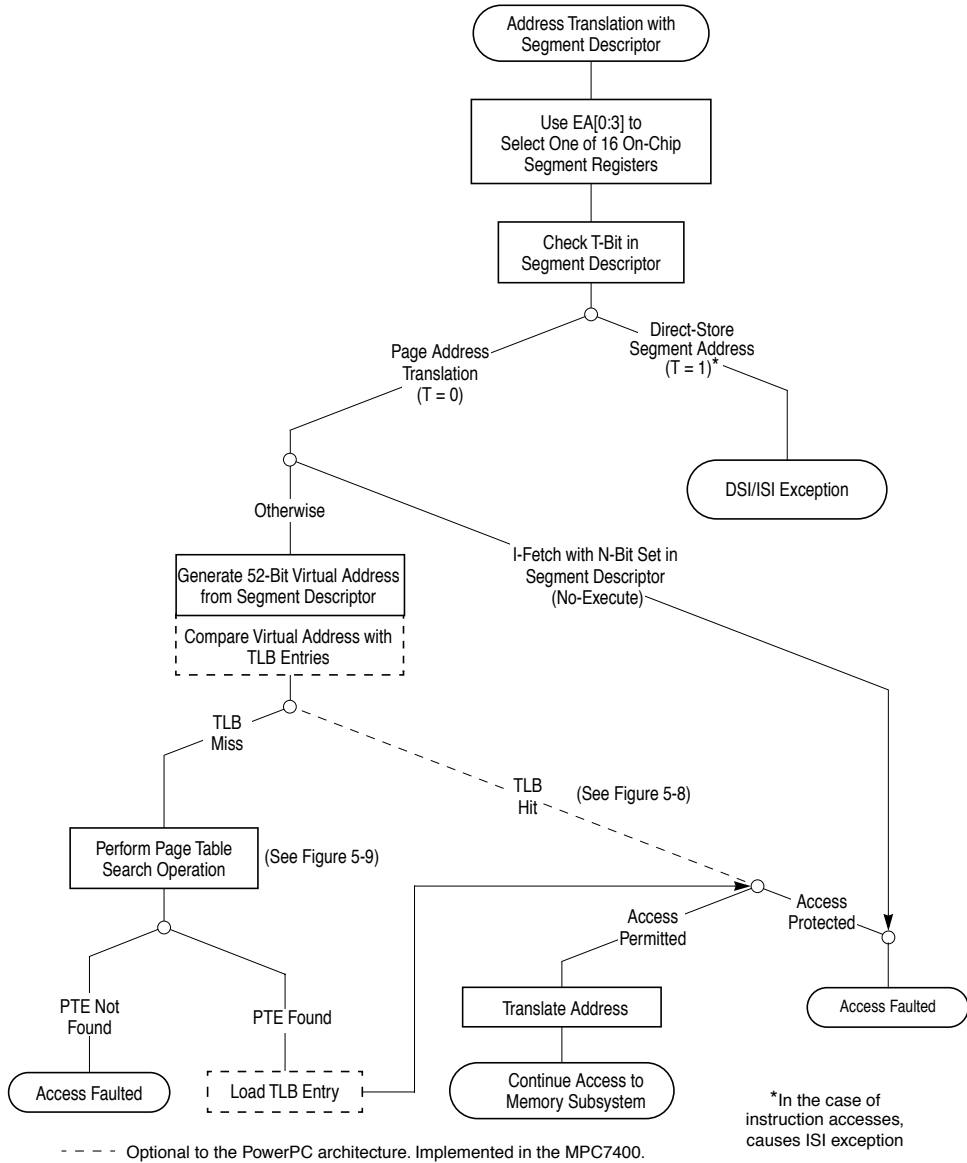 Address Translation with
Segment Descriptor
Use EA[0:3] to
Select One of 16 On-Chip
Segment Registers
Check T-Bit in
Segment Descriptor
Direct-Store
Segment Address
(T = 1)*
Page Address
Translation
(T = 0)
DSI/ISI Exception
Otherwise
I-Fetch with N-Bit Set in
Segment Descriptor
(No-Execute)
Generate 52-Bit Virtual Address
from Segment Descriptor
Compare Virtual Address with
TLB Entries
TLB
Miss
TLB
Hit
(See Figure 5-8)
Perform Page Table
Search Operation
(See Figure 5-9)
Access
Permitted
Access
Protected
PTE Not
Found
PTE Found
Translate Address
Access Faulted
Access Faulted
Load TLB Entry
Continue Access to
Memory Subsystem
*In the case of
instruction accesses,
causes ISI exception
Optional to the PowerPC architecture. Implemented in the MPC7400.